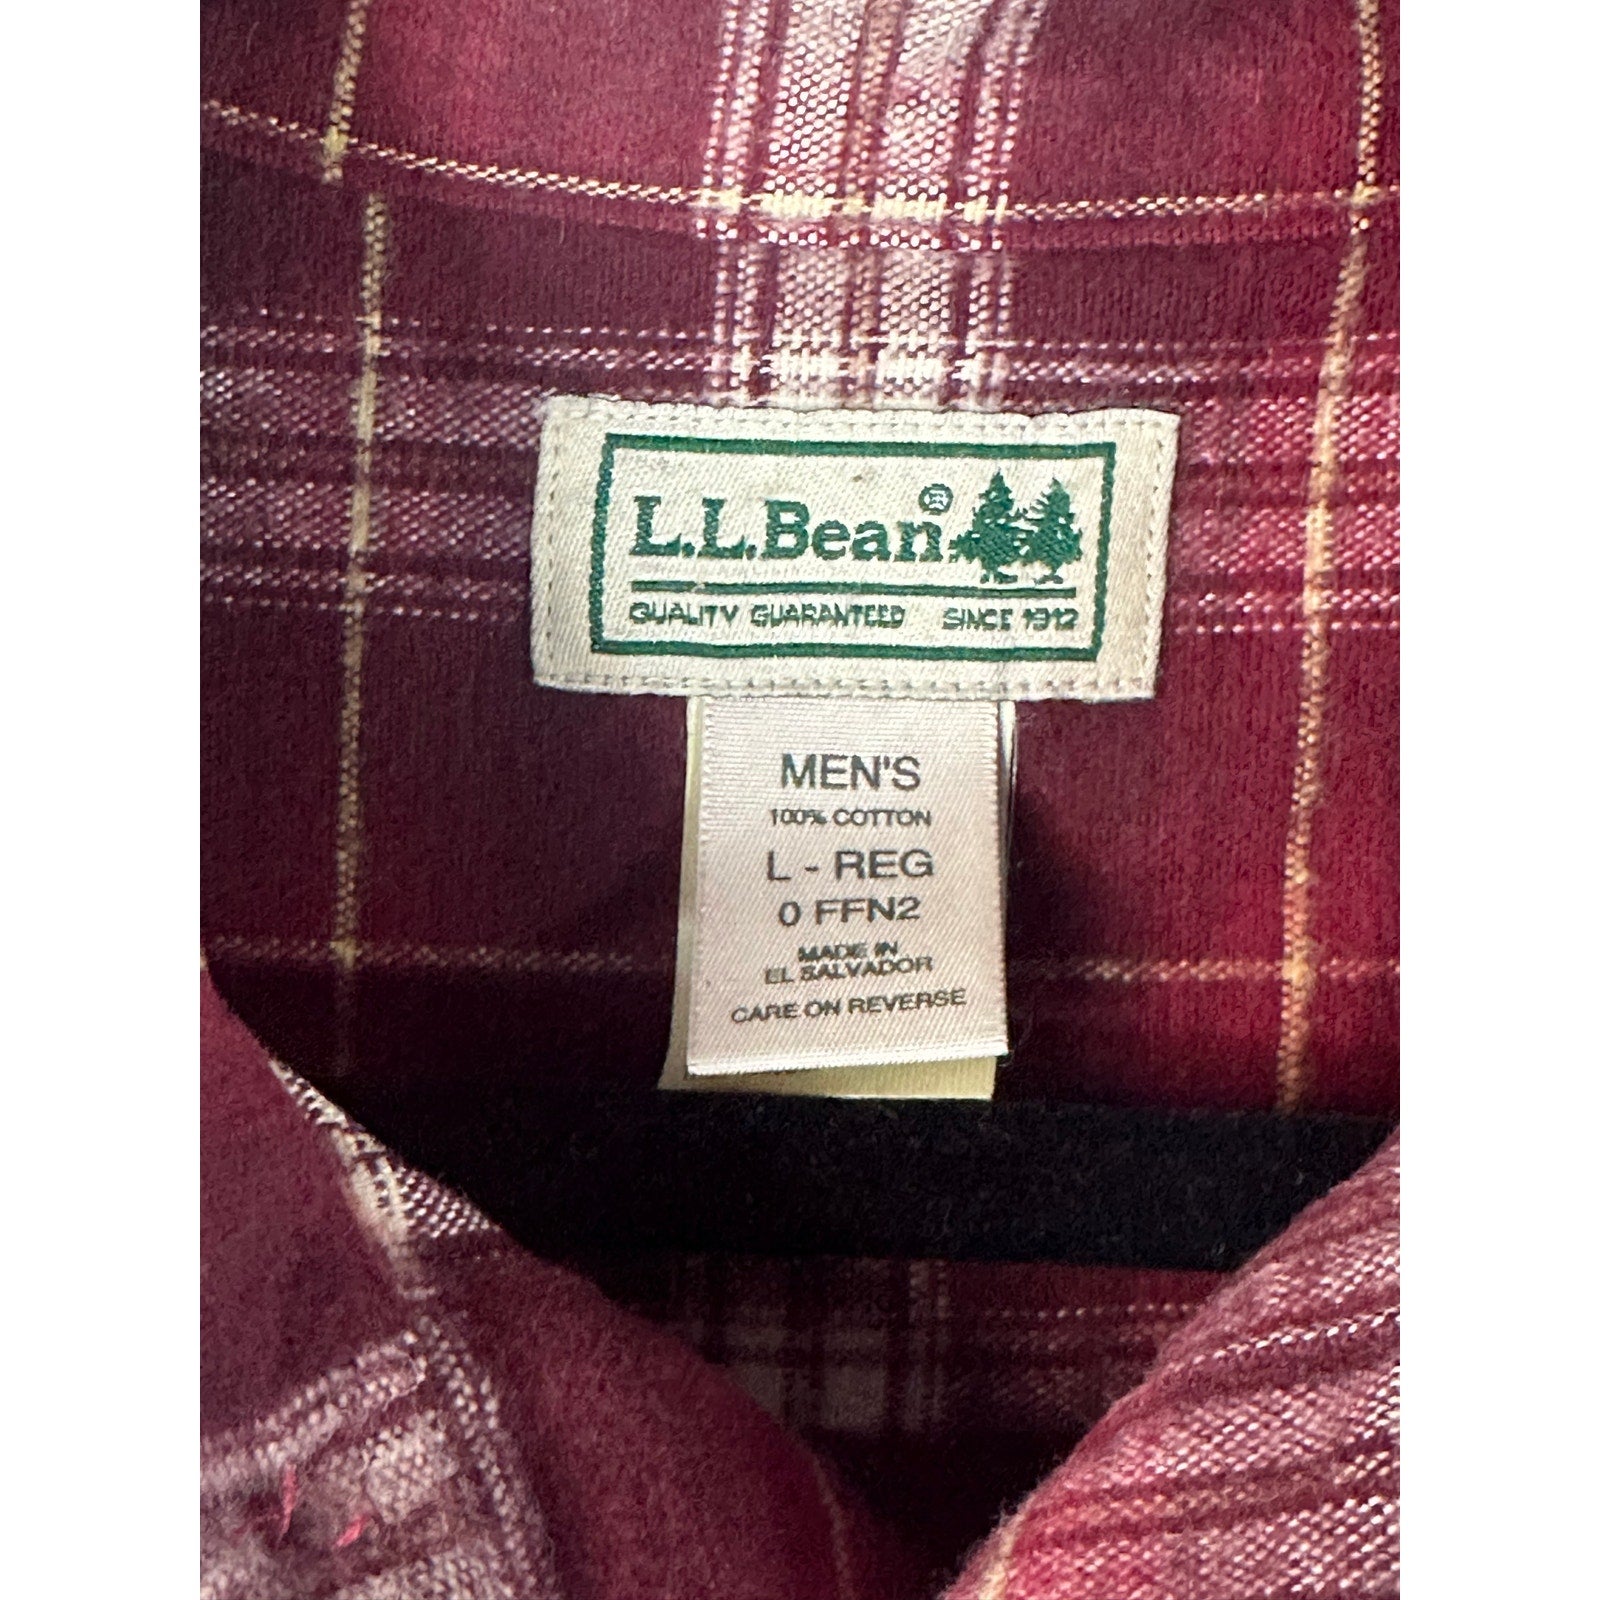 L.L.Bean®
QUALITY GUARANTEED SINCE 1912
MEN'S
100% COTTON
L - REG
0 FFN2
MADE IN
EL SALVADOR
CARE ON REVERSE